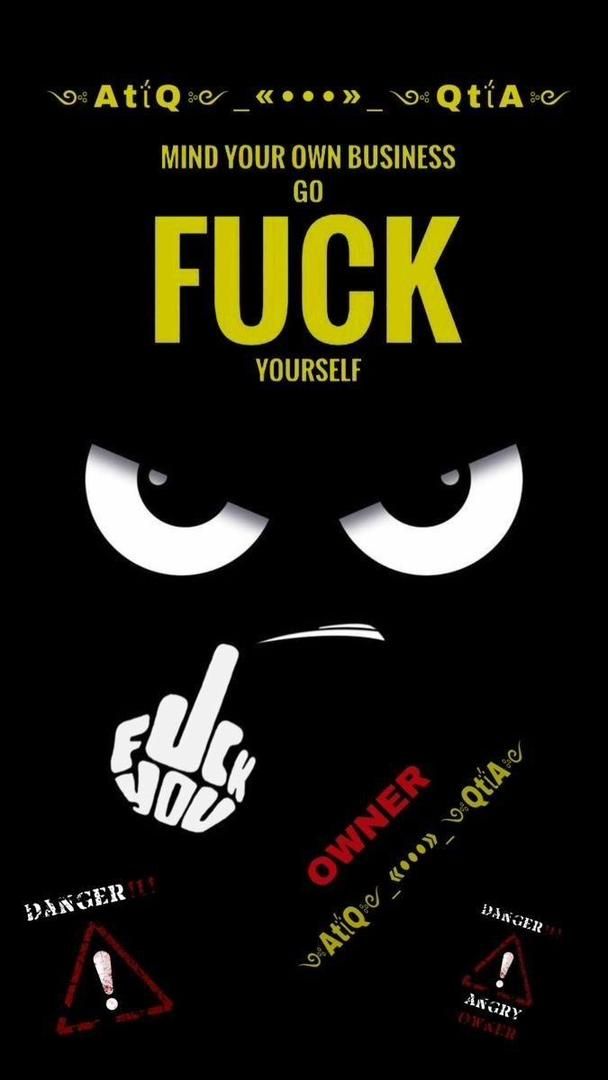 ༄AtíQ༄_«•••»_༄QtíA༄
MIND YOUR OWN BUSINESS
GO
FUCK
YOURSELF
FUCK
YOU
OWNER
༄AtíQ༄_«•••»_༄QtíA༄
DANGER!!!
!
DANGER!!!
!
ANGRY
OWNER